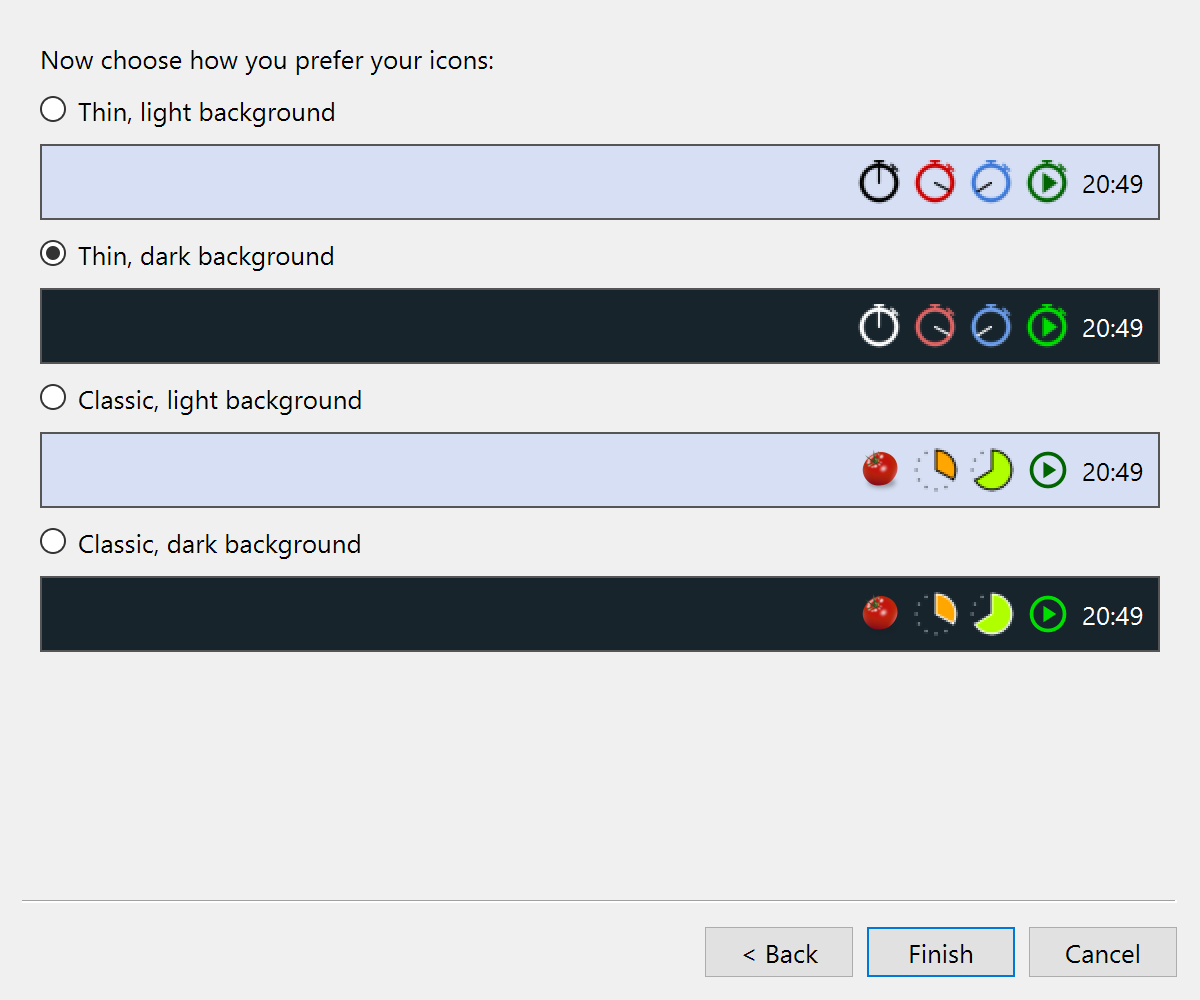 Now choose how you prefer your icons:
Thin, light background
20:49
Thin, dark background
20:49
Classic, light background
20:49
Classic, dark background
20:49
< Back
Finish
Cancel